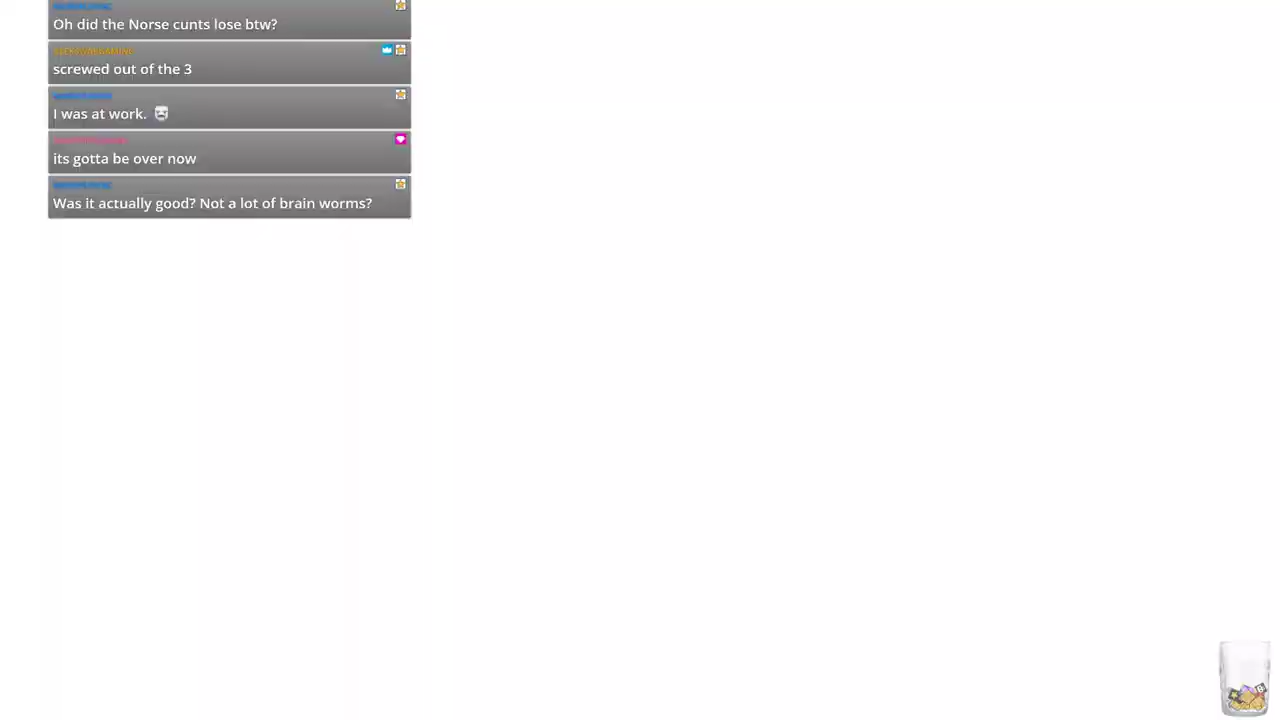 Oh did the Norse cunts lose btw?
screwed out of the 3
I was at work.
its gotta be over now
Was it actually good? Not a lot of brain worms?